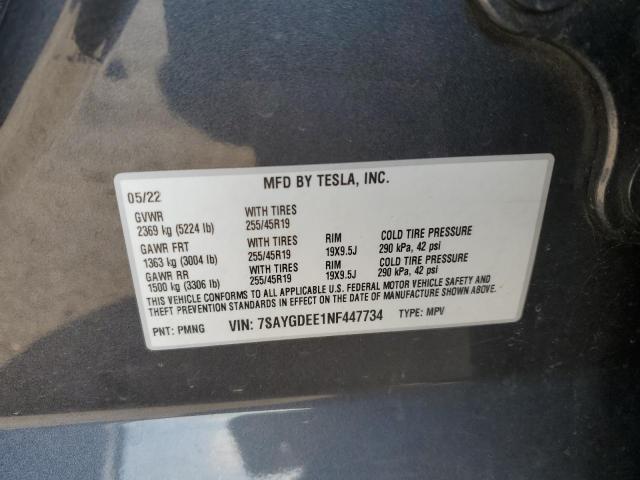 MFD BY TESLA, INC.
05/22
GVWR WITH TIRES
2369 kg (5224 lb) 255/45R19
GAWR FRT WITH TIRES RIM COLD TIRE PRESSURE
1363 kg (3004 lb) 255/45R19 19X9.5J 290 kPa, 42 psi
GAWR RR WITH TIRES RIM COLD TIRE PRESSURE
1500 kg (3306 lb) 255/45R19 19X9.5J 290 kPa, 42 psi
THIS VEHICLE CONFORMS TO ALL APPLICABLE U.S. FEDERAL MOTOR VEHICLE SAFETY AND
THEFT PREVENTION STANDARDS IN EFFECT ON THE DATE OF MANUFACTURE SHOWN ABOVE.
PNT: PMNG VIN: 7SAYGDEE1NF447734 TYPE: MPV